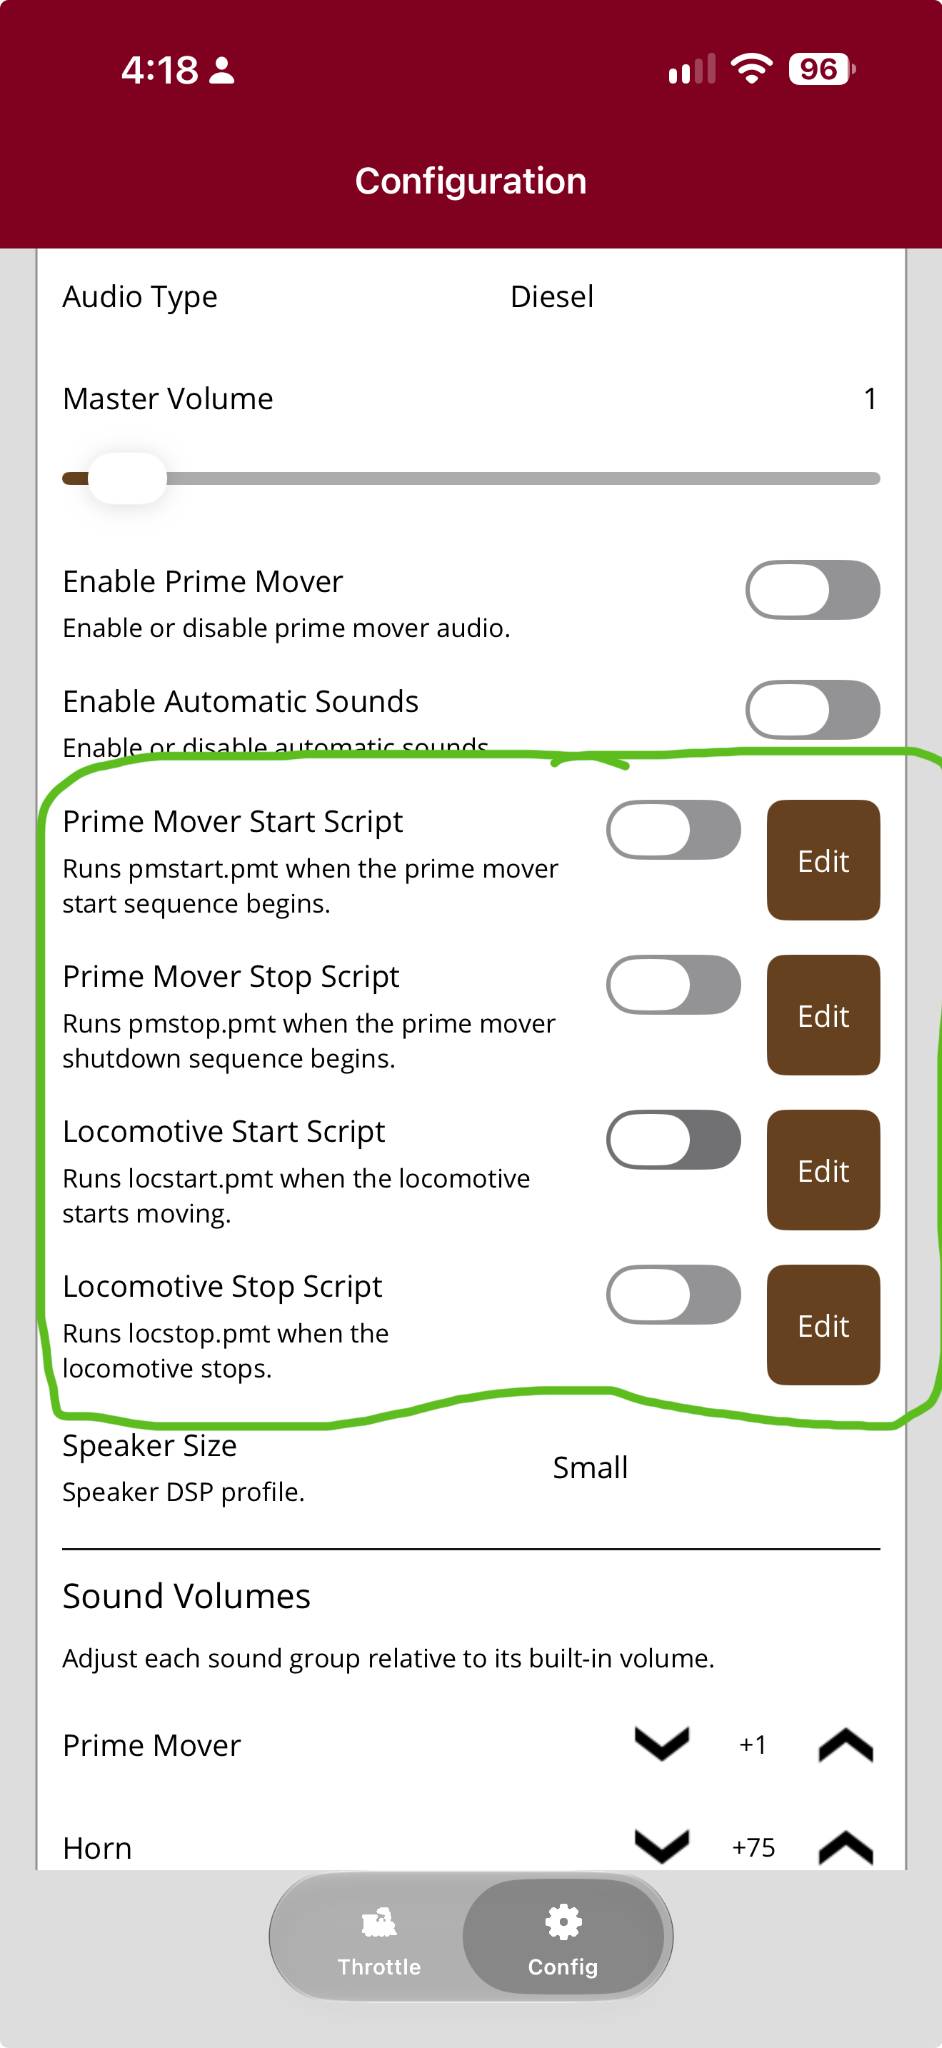 4:18
96
Configuration
Audio Type Diesel
Master Volume 1
Enable Prime Mover
Enable or disable prime mover audio.
Enable Automatic Sounds
Enable or disable automatic sounds.
Prime Mover Start Script
Runs pmstart.pmt when the prime mover
start sequence begins.
Edit
Prime Mover Stop Script
Runs pmstop.pmt when the prime mover
shutdown sequence begins.
Edit
Locomotive Start Script
Runs locstart.pmt when the locomotive
starts moving.
Edit
Locomotive Stop Script
Runs locstop.pmt when the
locomotive stops.
Edit
Speaker Size
Speaker DSP profile.
Small
Sound Volumes
Adjust each sound group relative to its built-in volume.
Prime Mover +1
Horn +75
Throttle Config